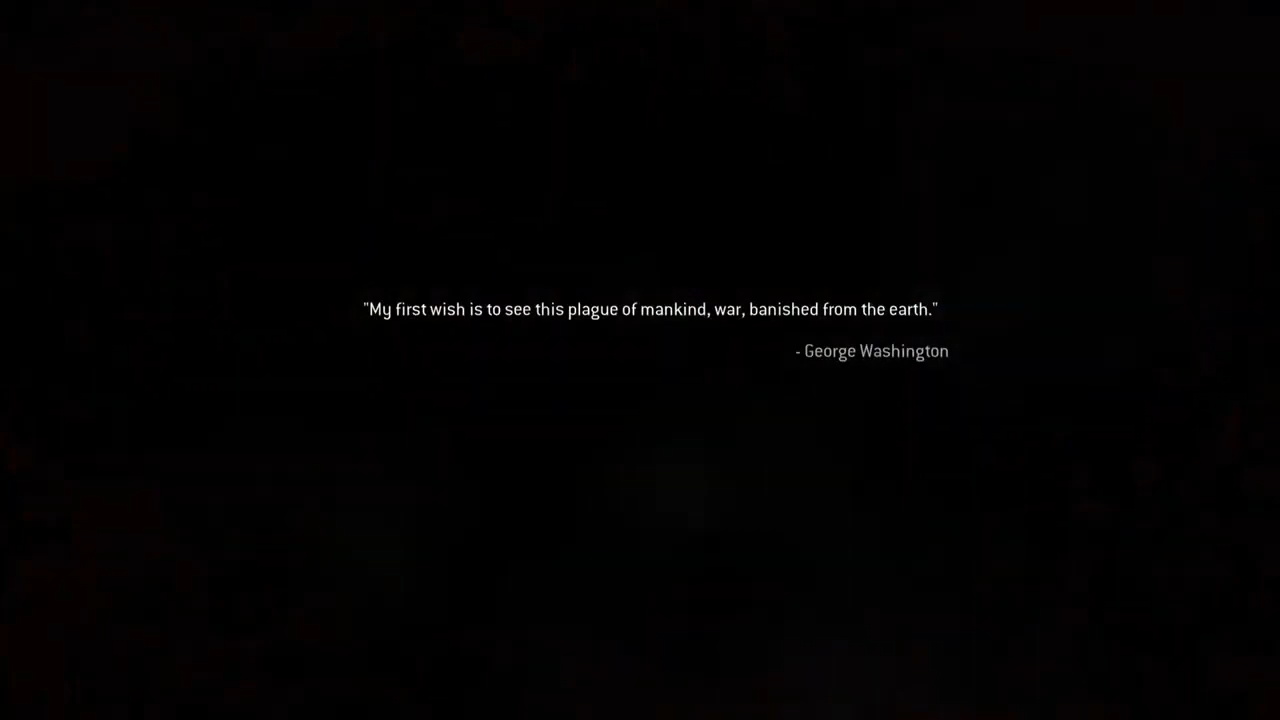 "My first wish is to see this plague of mankind, war, banished from the earth."
- George Washington